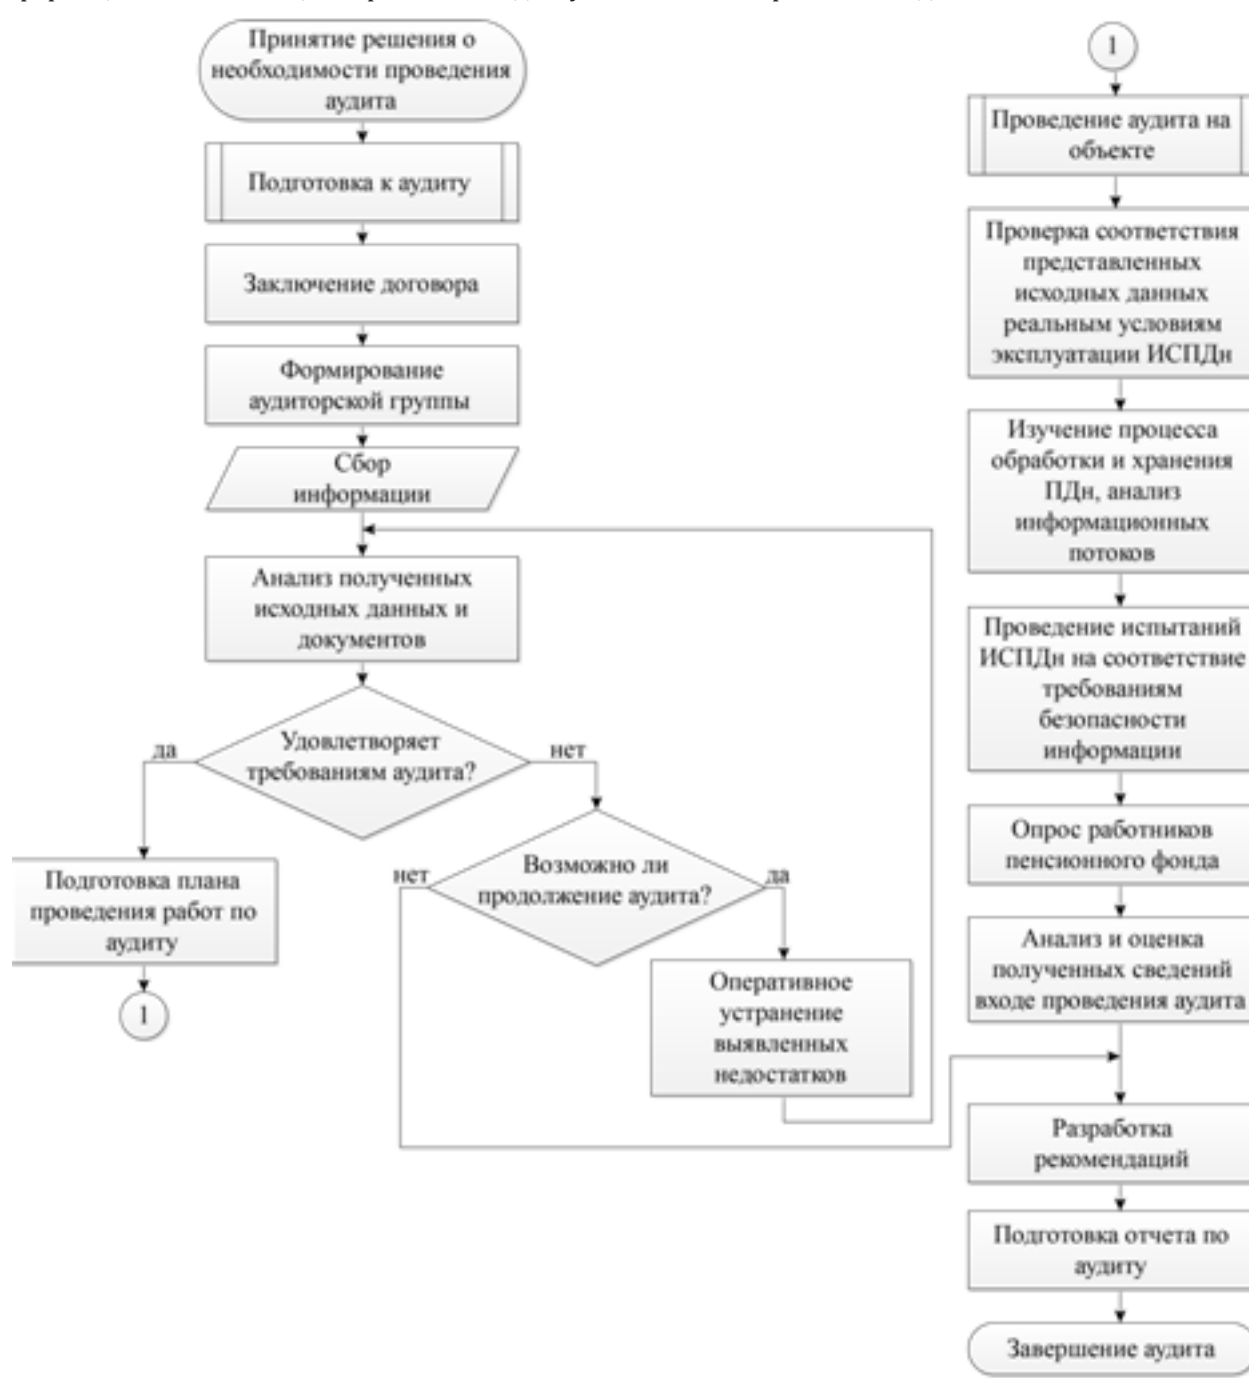 Принятие решения о
необходимости проведения
аудита
Подготовка к аудиту
Заключение договора
Формирование
аудиторской группы
Сбор
информации
Анализ полученных
исходных данных и
документов
Удовлетворяет
требованиям аудита?
да
нет
Подготовка плана
проведения работ по
аудиту
1
Возможно ли
продолжение аудита?
нет
да
Оперативное
устранение
выявленных
недостатков
1
Проведение аудита на
объекте
Проверка соответствия
представленных
исходных данных
реальным условиям
эксплуатации ИСПДн
Изучение процесса
обработки и хранения
ПДн, анализ
информационных
потоков
Проведение испытаний
ИСПДн на соответствие
требованиям
безопасности
информации
Опрос работников
пенсионного фонда
Анализ и оценка
полученных сведений
входе проведения аудита
Разработка
рекомендаций
Подготовка отчета по
аудиту
Завершение аудита